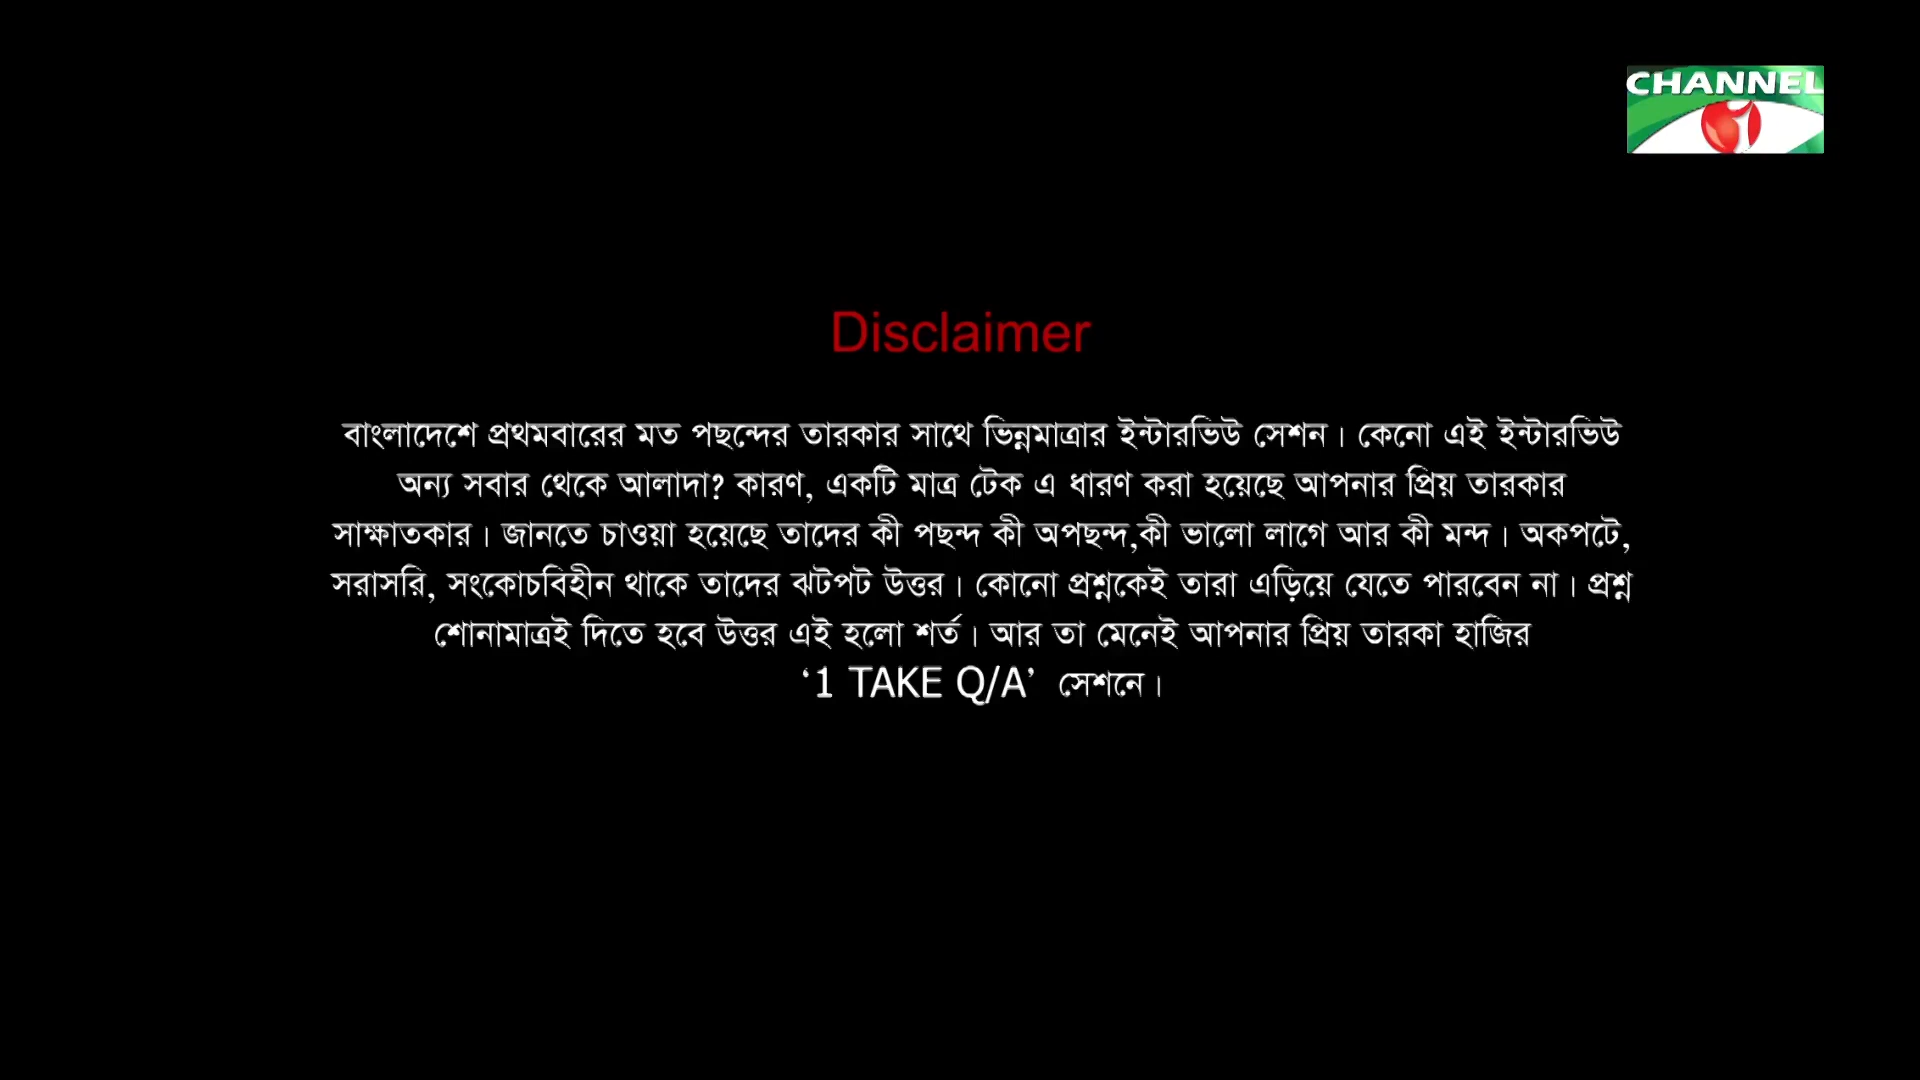 CHANNEL
Disclaimer
বাংলাদেশে প্রথমবারের মত পছন্দের তারকার সাথে ভিন্নমাত্রার ইন্টারভিউ সেশন। কেনো এই ইন্টারভিউ
অন্য সবার থেকে আলাদা? কারণ, একটি মাত্র টেক এ ধারণ করা হয়েছে আপনার প্রিয় তারকার
সাক্ষাতকার। জানতে চাওয়া হয়েছে তাদের কী পছন্দ কী অপছন্দ,কী ভালো লাগে আর কী মন্দ। অকপটে,
সরাসরি, সংকোচবিহীন থাকে তাদের ঝটপট উত্তর। কোনো প্রশ্নকেই তারা এড়িয়ে যেতে পারবেন না। প্রশ্ন
শোনামাত্রই দিতে হবে উত্তর এই হলো শর্ত। আর তা মেনেই আপনার প্রিয় তারকা হাজির
‘1 TAKE Q/A’ সেশনে।